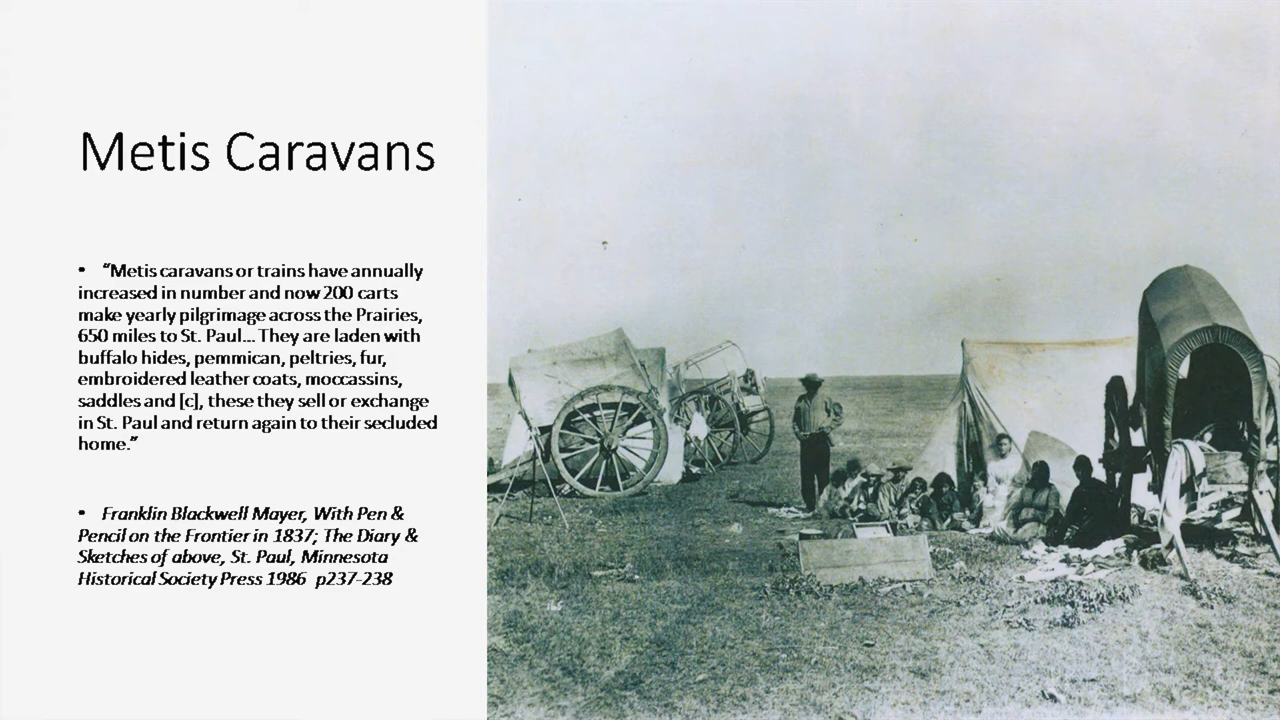 Metis Caravans
• “Metis caravans or trains have annually
increased in number and now 200 carts
make yearly pilgrimage across the Prairies,
650 miles to St. Paul... They are laden with
buffalo hides, pemmican, peltries, fur,
embroidered leather coats, moccassins,
saddles and [c], these they sell or exchange
in St. Paul and return again to their secluded
home.”
• Franklin Blackwell Mayer, With Pen &
Pencil on the Frontier in 1837; The Diary &
Sketches of above, St. Paul, Minnesota
Historical Society Press 1986 p237-238